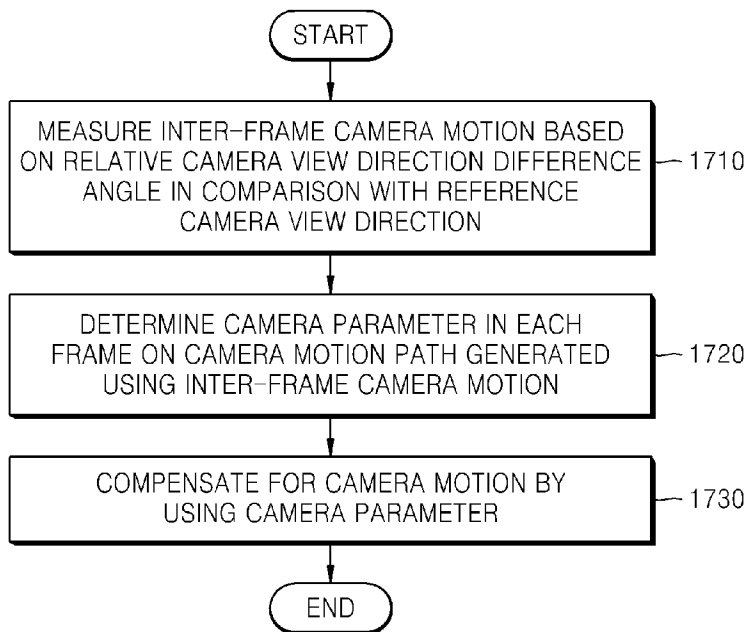 START
MEASURE INTER-FRAME CAMERA MOTION BASED
ON RELATIVE CAMERA VIEW DIRECTION DIFFERENCE
ANGLE IN COMPARISON WITH REFERENCE
CAMERA VIEW DIRECTION
1710
DETERMINE CAMERA PARAMETER IN EACH
FRAME ON CAMERA MOTION PATH GENERATED
USING INTER-FRAME CAMERA MOTION
1720
COMPENSATE FOR CAMERA MOTION BY
USING CAMERA PARAMETER
1730
END